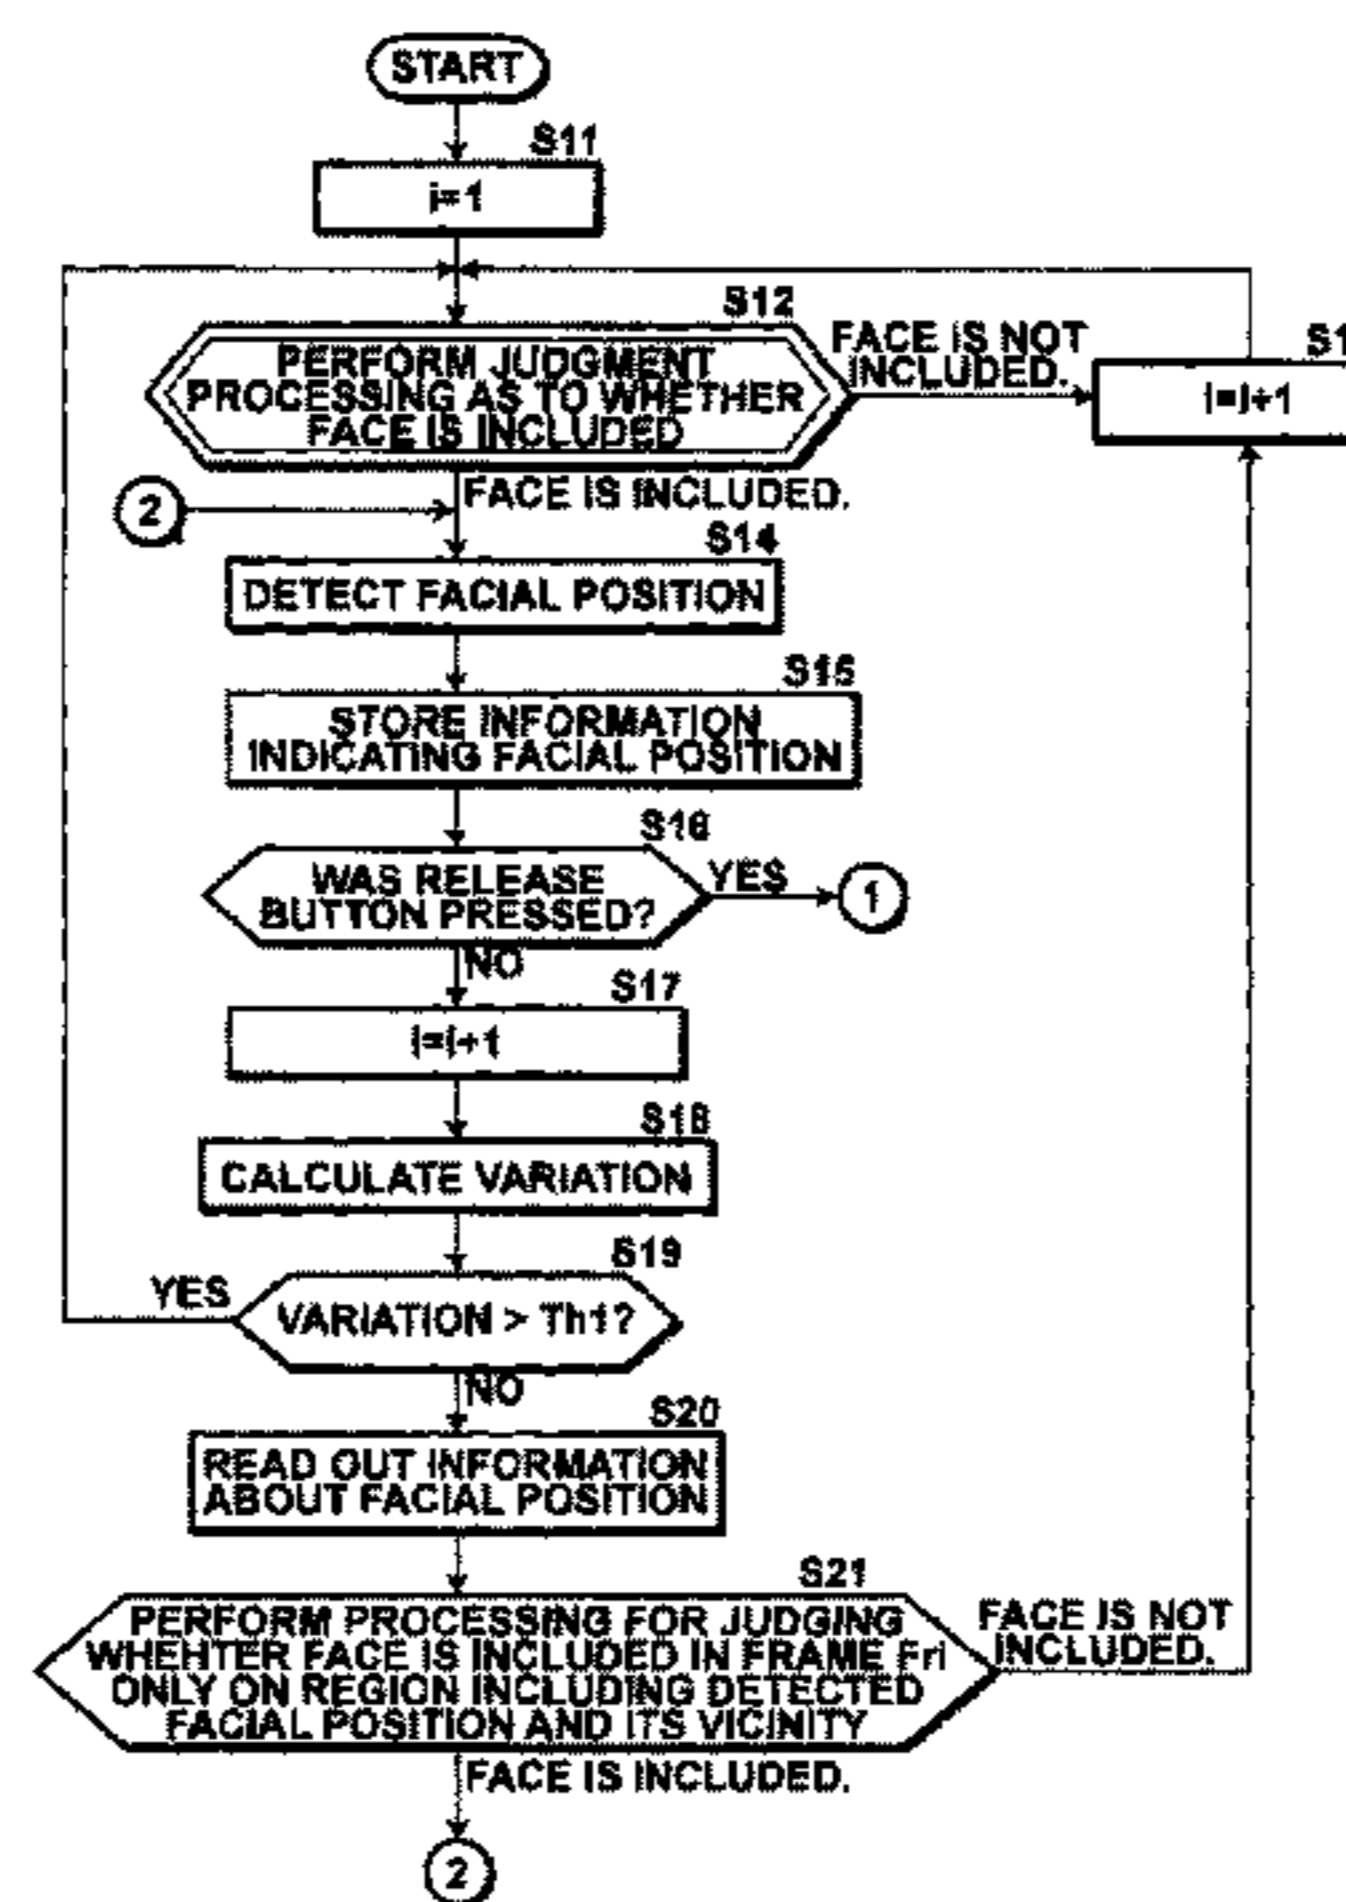 START
S11
i=1
S12
PERFORM JUDGMENT
PROCESSING AS TO WHETHER
FACE IS INCLUDED
FACE IS NOT
INCLUDED.
S1
i=i+1
FACE IS INCLUDED.
2
S14
DETECT FACIAL POSITION
S15
STORE INFORMATION
INDICATING FACIAL POSITION
S16
WAS RELEASE
BUTTON PRESSED?
YES
1
NO
S17
i=i+1
S18
CALCULATE VARIATION
S19
YES
VARIATION > Th1?
NO
S20
READ OUT INFORMATION
ABOUT FACIAL POSITION
S21
PERFORM PROCESSING FOR JUDGING
WHEHTER FACE IS INCLUDED IN FRAME Fri
ONLY ON REGION INCLUDING DETECTED
FACIAL POSITION AND ITS VICINITY
FACE IS NOT
INCLUDED.
FACE IS INCLUDED.
2